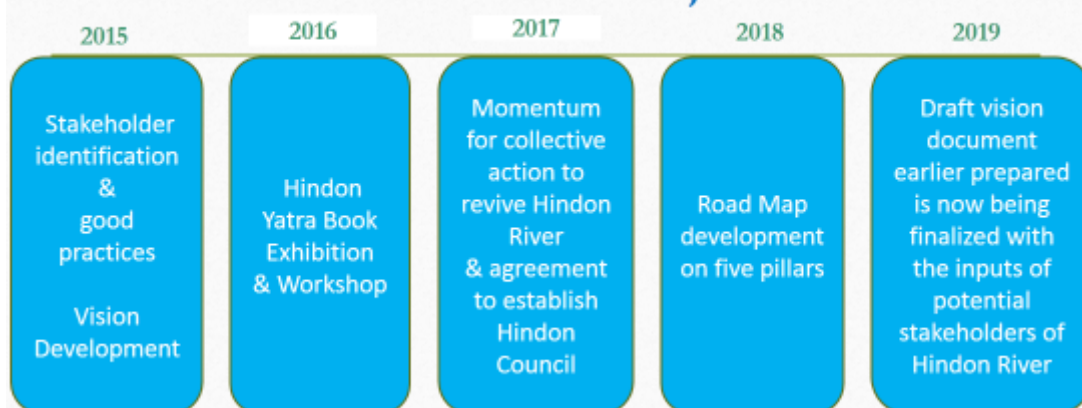 2015
2016
2017
2018
2019
Stakeholder
identification
&
good
practices
Vision
Development
Hindon
Yatra Book
Exhibition
& Workshop
Momentum
for collective
action to
revive Hindon
River
& agreement
to establish
Hindon
Council
Road Map
development
on five pillars
Draft vision
document
earlier prepared
is now being
finalized with
the inputs of
potential
stakeholders of
Hindon River